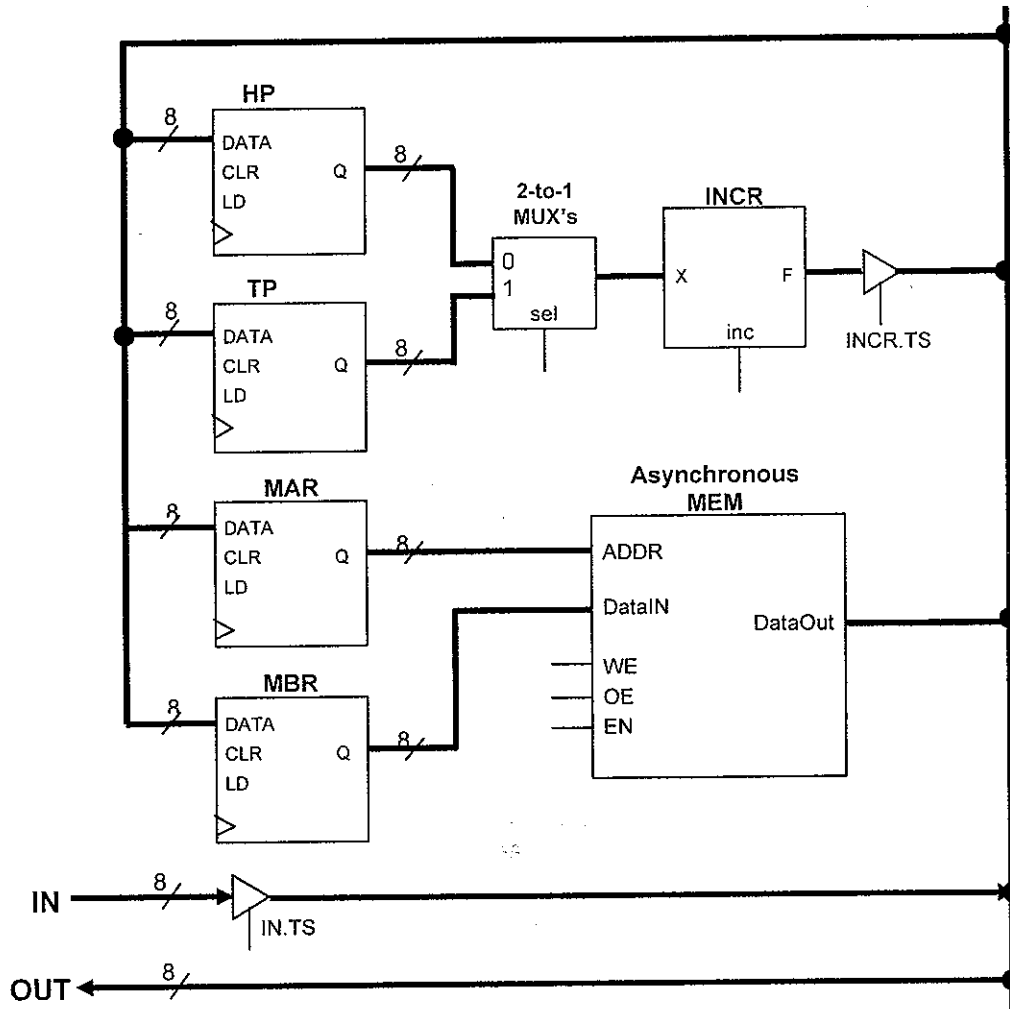 HP
8
DATA
CLR
LD
Q
8
2-to-1
MUX's
0
1
sel
INCR
X
F
inc
INCR.TS
TP
8
DATA
CLR
LD
Q
8
MAR
8
DATA
CLR
LD
Q
8
Asynchronous
MEM
ADDR
DataIN
DataOut
WE
OE
EN
MBR
8
DATA
CLR
LD
Q
8
IN
8
IN.TS
OUT
8